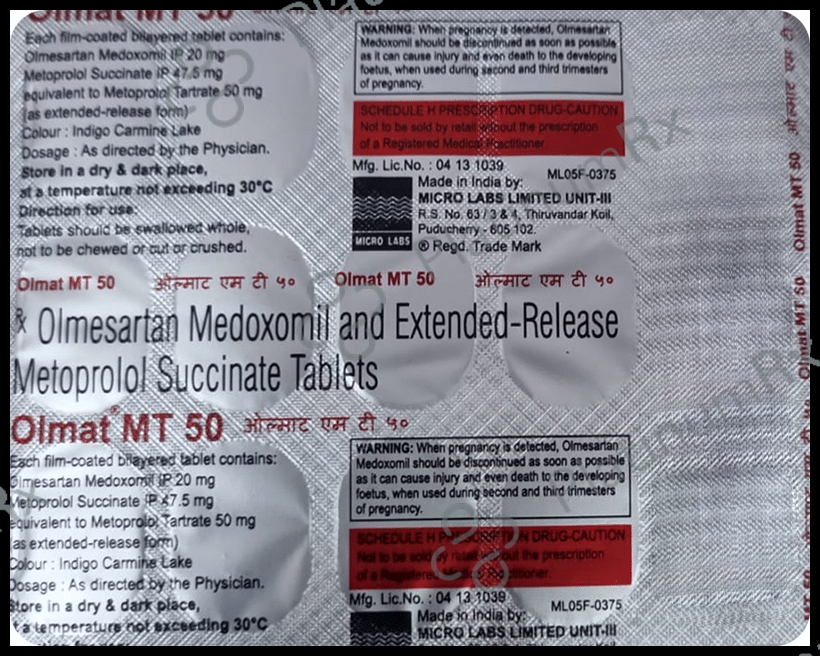 Olmat MT 50 ओल्माट एम टी ५०
Each film-coated bilayered tablet contains:
Olmesartan Medoxomil IP 20 mg
Metoprolol Succinate IP 47.5 mg
equivalent to Metoprolol Tartrate 50 mg
(as extended-release form)
Colour : Indigo Carmine Lake
Dosage : As directed by the Physician.
Store in a dry & dark place,
at a temperature not exceeding 30°C
Direction for use:
Tablets should be swallowed whole,
not to be chewed or cut or crushed.
WARNING: When pregnancy is detected, Olmesartan
Medoxomil should be discontinued as soon as possible
as it can cause injury and even death to the developing
foetus, when used during second and third trimesters
of pregnancy.
SCHEDULE H PRESCRIPTION DRUG-CAUTION
Not to be sold by retail without the prescription
of a Registered Medical Practitioner
Mfg. Lic.No. : 04 13 1039
ML05F-0375
Made in India by:
MICRO LABS LIMITED UNIT-III
R.S. No. 63 / 3 & 4, Thiruvandar Koil,
Puducherry - 605 102.
® Regd. Trade Mark
MICRO LABS
Olmat MT 50 ओल्माट एम टी ५० Olmat MT 50 ओल्माट एम टी ५०
℞ Olmesartan Medoxomil and Extended-Release
Metoprolol Succinate Tablets
Olmat® MT 50 ओल्माट एम टी ५०
Each film-coated bilayered tablet contains:
Olmesartan Medoxomil IP 20 mg
Metoprolol Succinate IP 47.5 mg
equivalent to Metoprolol Tartrate 50 mg
(as extended-release form)
Colour : Indigo Carmine Lake
Dosage : As directed by the Physician.
Store in a dry & dark place,
at a temperature not exceeding 30°C
WARNING: When pregnancy is detected, Olmesartan
Medoxomil should be discontinued as soon as possible
as it can cause injury and even death to the developing
foetus, when used during second and third trimesters
of pregnancy.
SCHEDULE H PRESCRIPTION DRUG-CAUTION
Not to be sold by retail without the prescription
of a Registered Medical Practitioner.
Mfg. Lic.No. : 04 13 1039
ML05F-0375
Made in India by:
MICRO LABS LIMITED UNIT-III
Olmat MT 50 ओल्माट एम टी ५०
Olmat MT 50